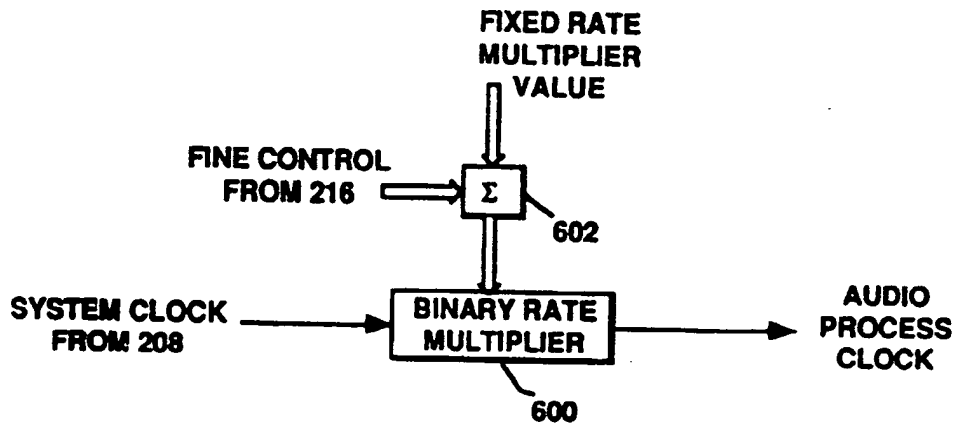 FIXED RATE
MULTIPLIER
VALUE
FINE CONTROL
FROM 216
Σ
602
SYSTEM CLOCK
FROM 208
BINARY RATE
MULTIPLIER
AUDIO
PROCESS
CLOCK
600